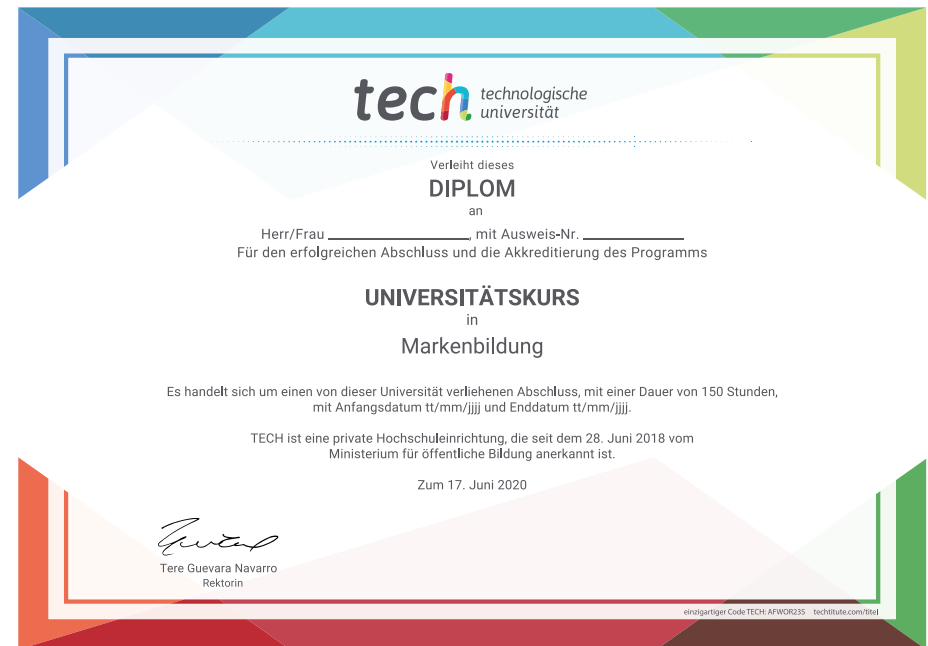 tech technologische
universität
Verleiht dieses
DIPLOM
an
Herr/Frau ____________________, mit Ausweis-Nr. ______________
Für den erfolgreichen Abschluss und die Akkreditierung des Programms
UNIVERSITÄTSKURS
in
Markenbildung
Es handelt sich um einen von dieser Universität verliehenen Abschluss, mit einer Dauer von 150 Stunden,
mit Anfangsdatum tt/mm/jjjj und Enddatum tt/mm/jjjj.
TECH ist eine private Hochschuleinrichtung, die seit dem 28. Juni 2018 vom
Ministerium für öffentliche Bildung anerkannt ist.
Zum 17. Juni 2020
Tere Guevara Navarro
Rektorin
einzigartiger Code TECH: AFWOR235 techtitute.com/titel